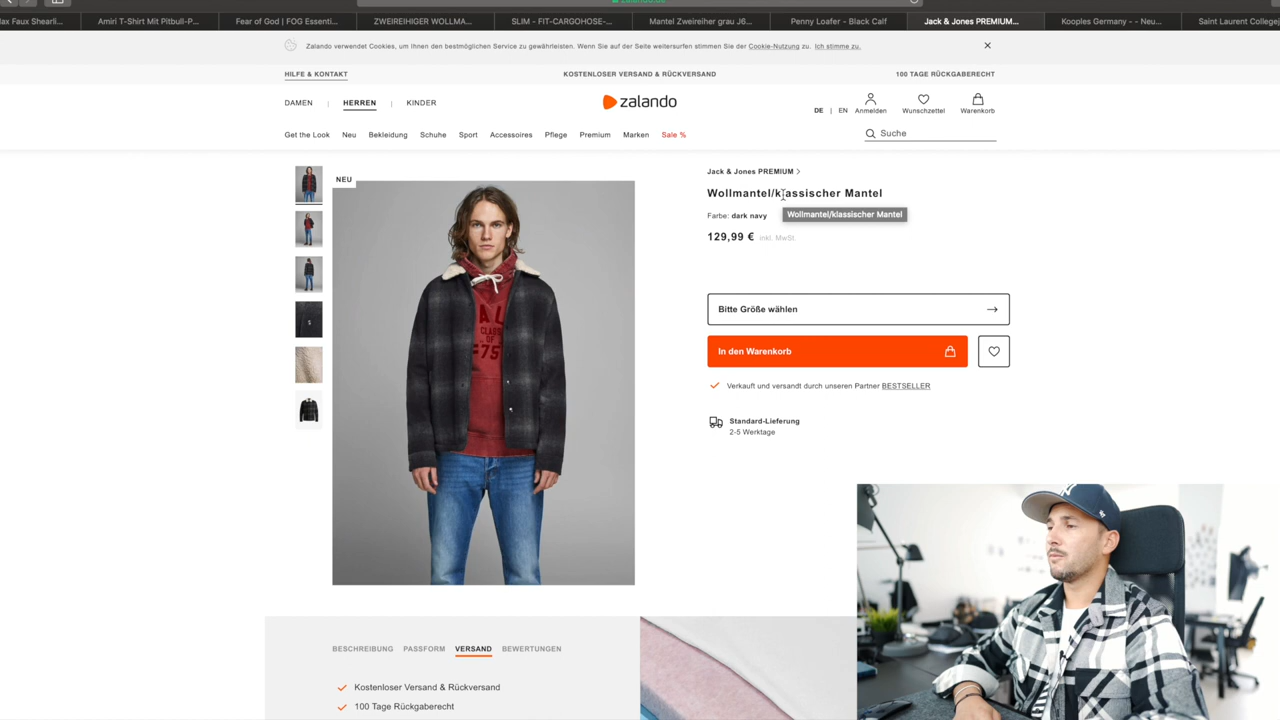 zalando.de
ax Faux Shearli...
Amiri T-Shirt Mit Pitbull-P...
Fear of God | FOG Essenti...
ZWEIREIHIGER WOLLMA...
SLIM - FIT-CARGOHOSE-...
Mantel Zweireiher grau J6...
Penny Loafer - Black Calf
Jack & Jones PREMIUM...
Kooples Germany - - Neu...
Saint Laurent Collegej
Zalando verwendet Cookies, um Ihnen den bestmöglichen Service zu gewährleisten. Wenn Sie auf der Seite weitersurfen stimmen Sie der Cookie-Nutzung zu. Ich stimme zu.
HILFE & KONTAKT
KOSTENLOSER VERSAND & RÜCKVERSAND
100 TAGE RÜCKGABERECHT
DAMEN | HERREN | KINDER
zalando
DE | EN
Anmelden
Wunschzettel
Warenkorb
Get the Look Neu Bekleidung Schuhe Sport Accessoires Pflege Premium Marken Sale %
Suche
NEU
Jack & Jones PREMIUM
Wollmantel/klassischer Mantel
Farbe: dark navy
Wollmantel/klassischer Mantel
129,99 € inkl. MwSt.
Bitte Größe wählen
In den Warenkorb
Verkauft und versandt durch unseren Partner BESTSELLER
Standard-Lieferung
2-5 Werktage
BESCHREIBUNG PASSFORM VERSAND BEWERTUNGEN
Kostenloser Versand & Rückversand
100 Tage Rückgaberecht